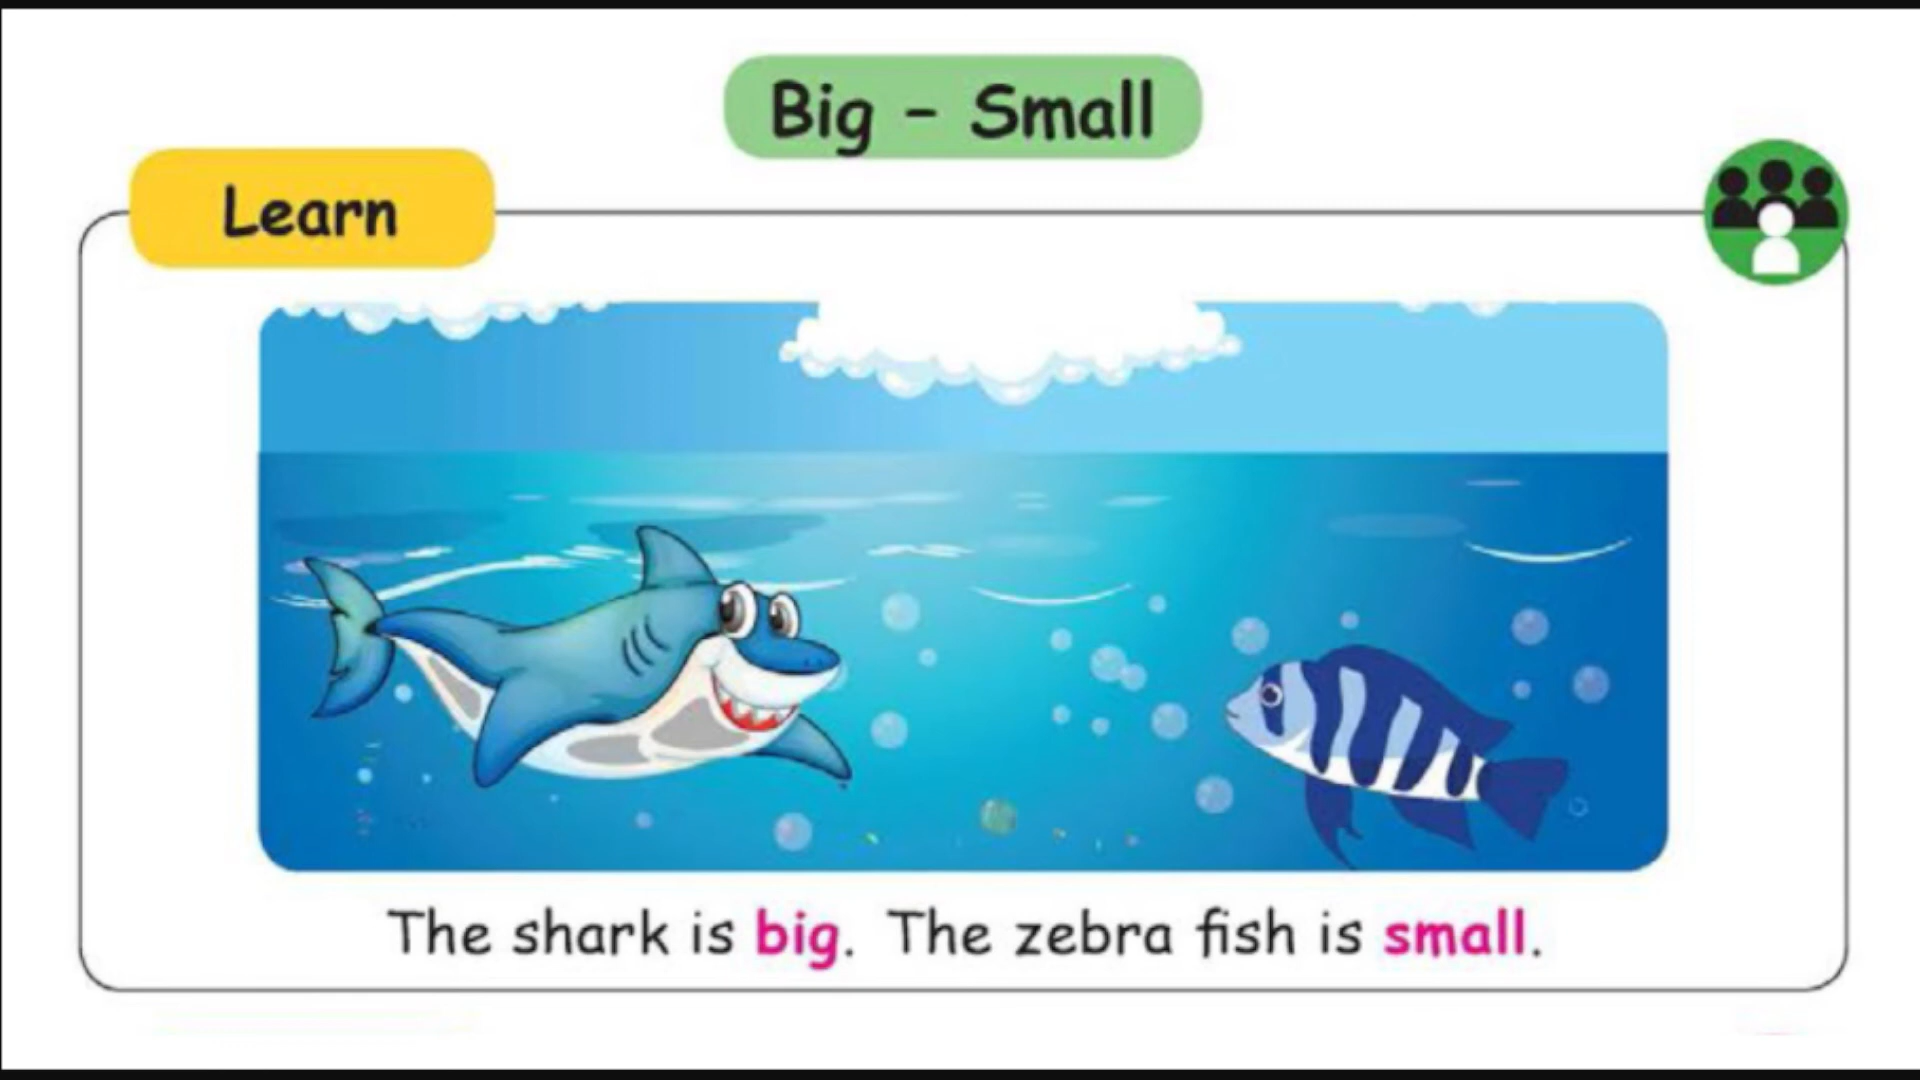 Big - Small
Learn
The shark is big. The zebra fish is small.